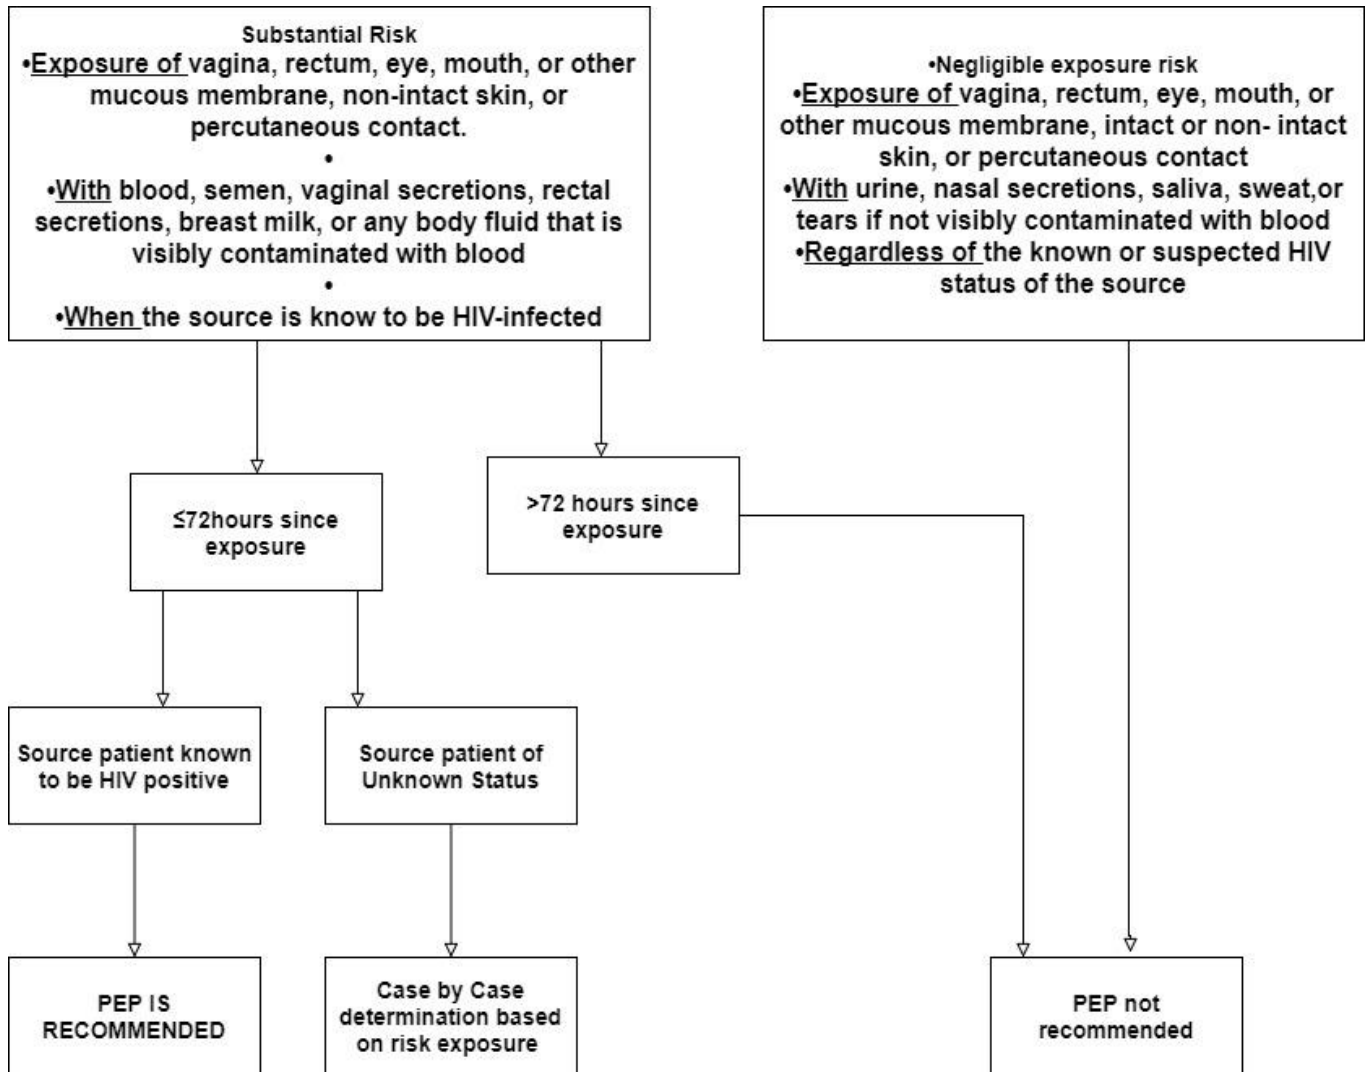 Substantial Risk
•Exposure of vagina, rectum, eye, mouth, or other
mucous membrane, non-intact skin, or
percutaneous contact.
•
•With blood, semen, vaginal secretions, rectal
secretions, breast milk, or any body fluid that is
visibly contaminated with blood
•
•When the source is know to be HIV-infected
•Negligible exposure risk
•Exposure of vagina, rectum, eye, mouth, or
other mucous membrane, intact or non- intact
skin, or percutaneous contact
•With urine, nasal secretions, saliva, sweat,or
tears if not visibly contaminated with blood
•Regardless of the known or suspected HIV
status of the source
≤72hours since
exposure
>72 hours since
exposure
Source patient known
to be HIV positive
Source patient of
Unknown Status
PEP IS
RECOMMENDED
Case by Case
determination based
on risk exposure
PEP not
recommended